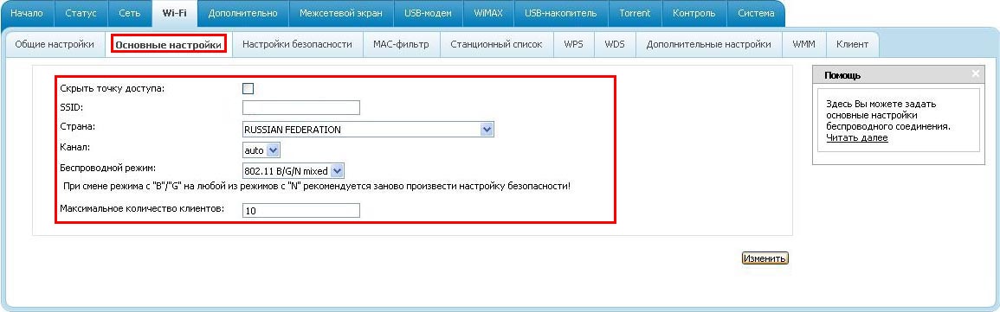 Начало Статус Сеть Wi-Fi Дополнительно Межсетевой экран USB-модем WiMAX USB-накопитель Torrent Контроль Система
Общие настройки Основные настройки Настройки безопасности MAC-фильтр Станционный список WPS WDS Дополнительные настройки WMM Клиент
Скрыть точку доступа:
SSID:
Страна: RUSSIAN FEDERATION
Канал: auto
Беспроводной режим: 802.11 B/G/N mixed
При смене режима с "B"/"G" на любой из режимов с "N" рекомендуется заново произвести настройку безопасности!
Максимальное количество клиентов: 10
Изменить
Помощь
Здесь Вы можете задать
основные настройки
беспроводного соединения.
Читать далее